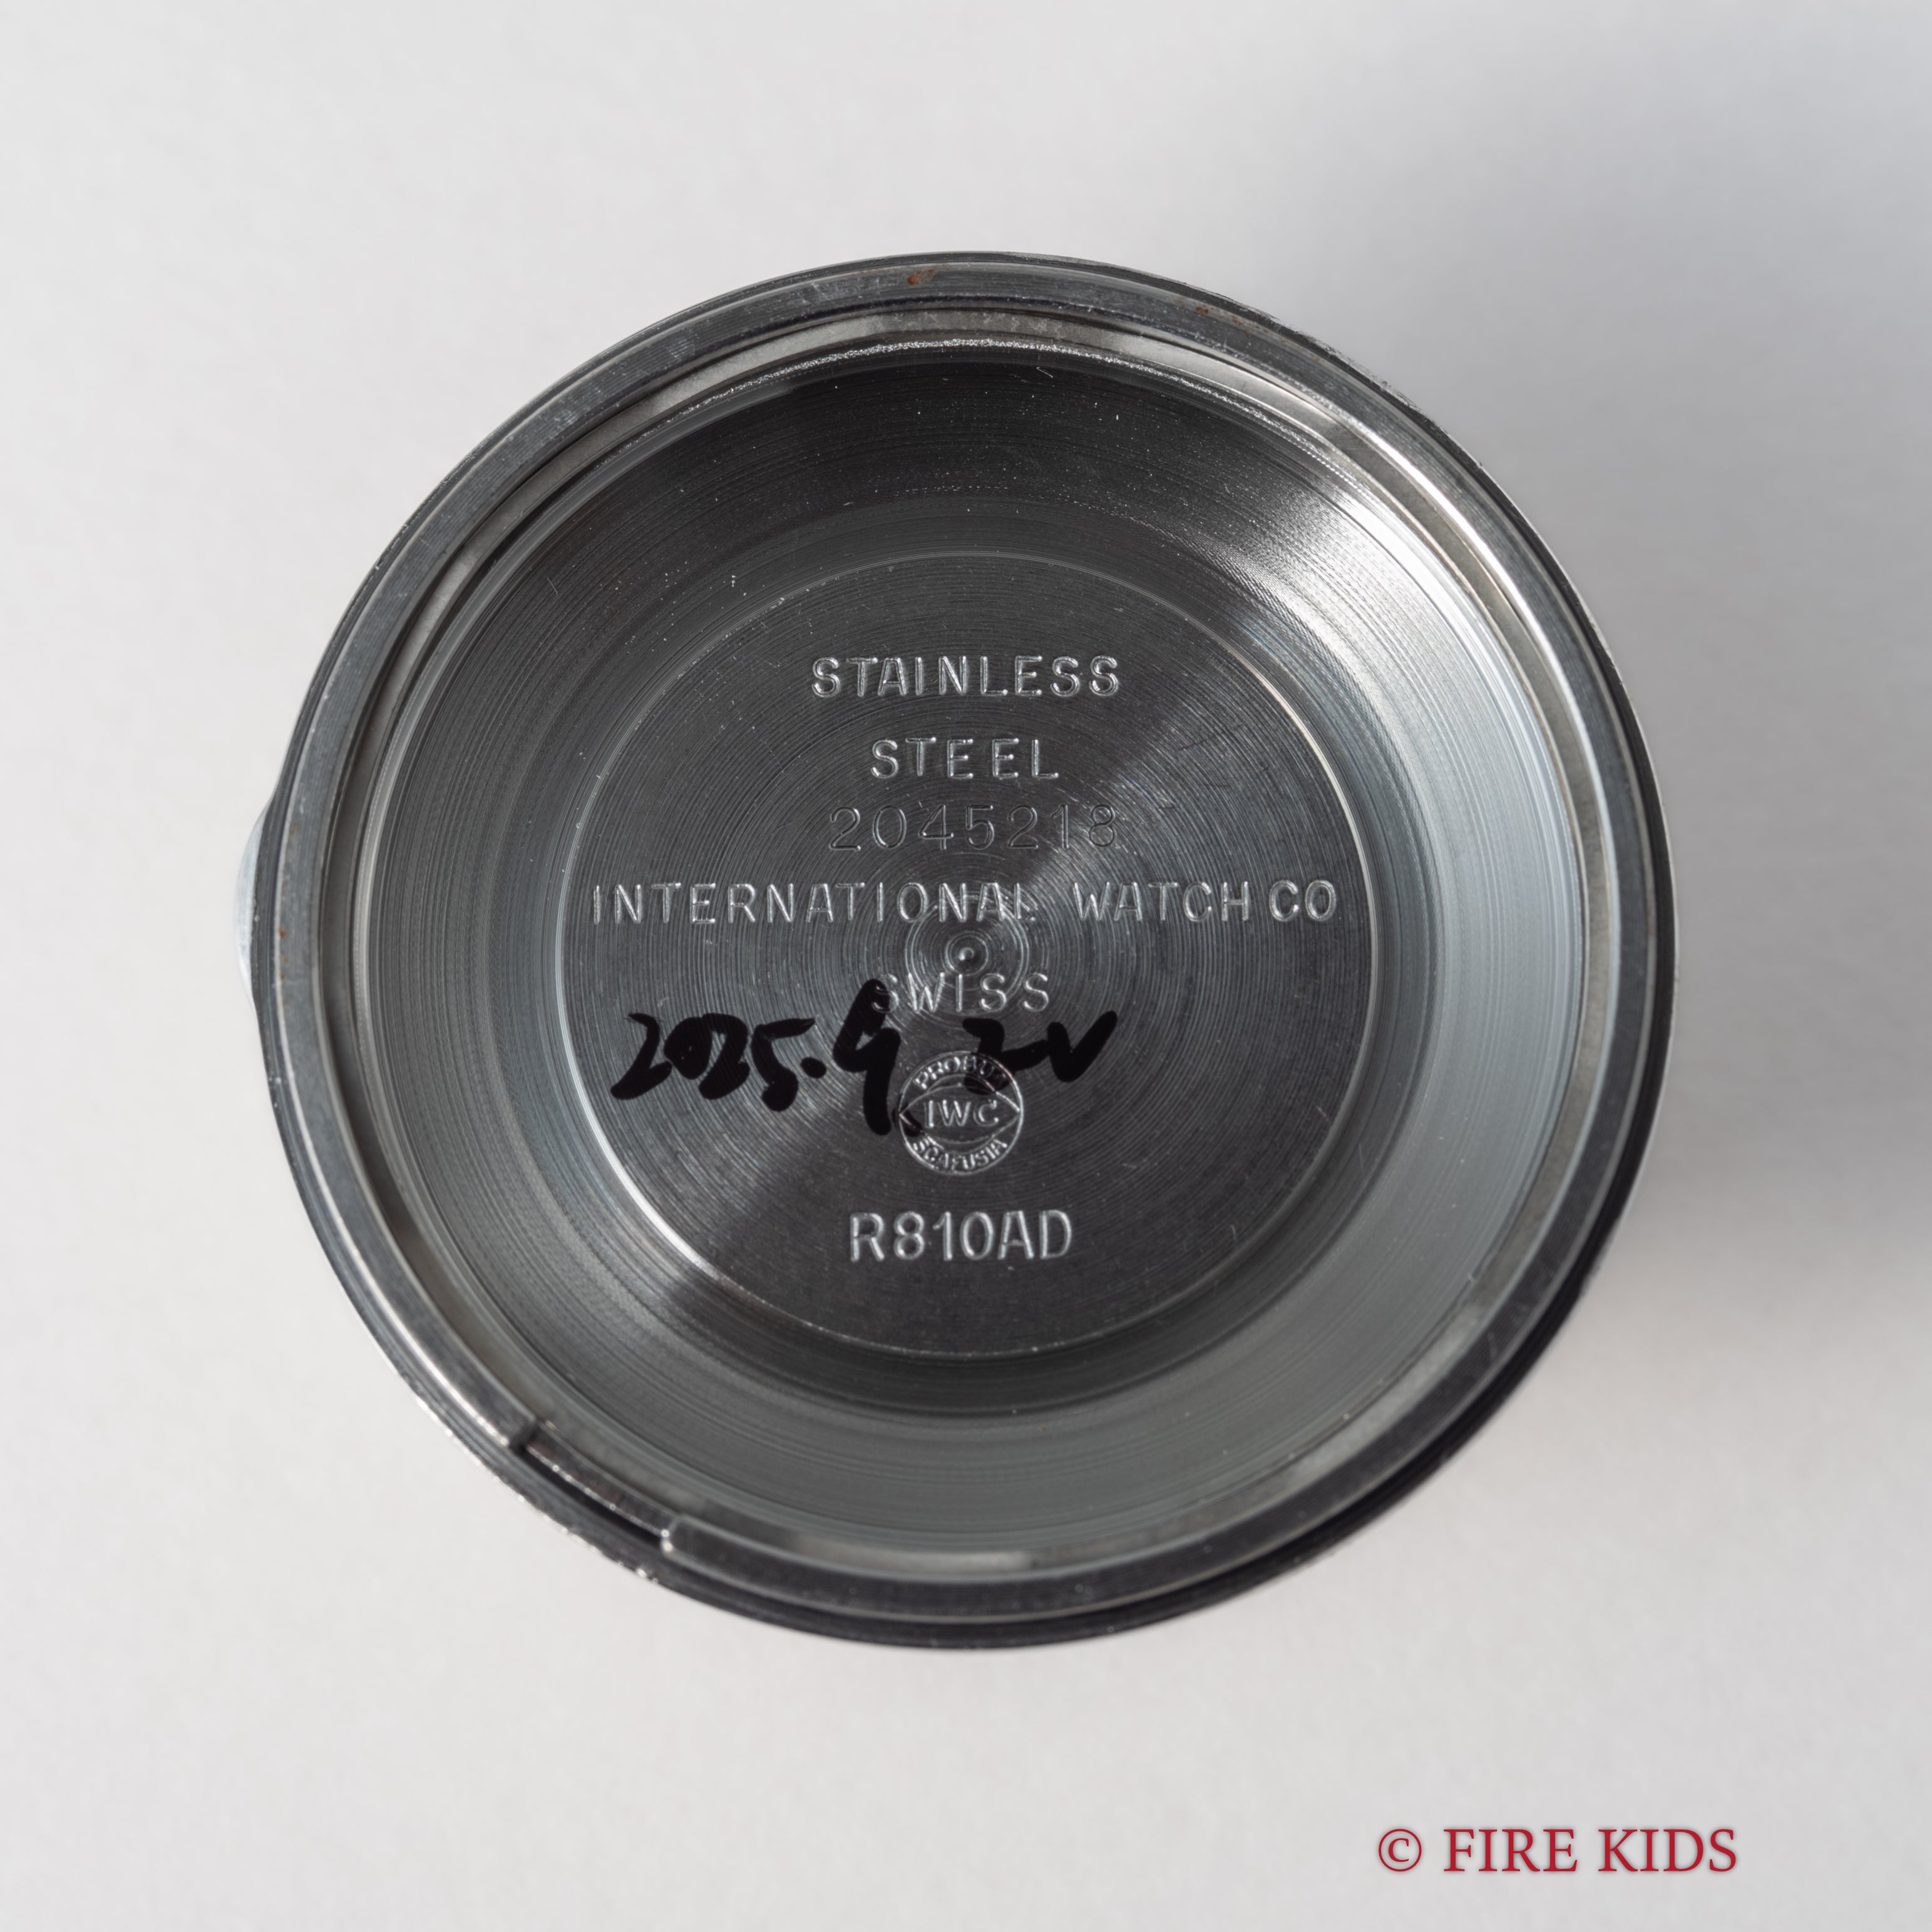 STAINLESS
STEEL
2045218
INTERNATIONAL WATCH CO
SWISS
2025.9
PROBUS
IWC
SCAFUSIA
R810AD
© FIRE KIDS